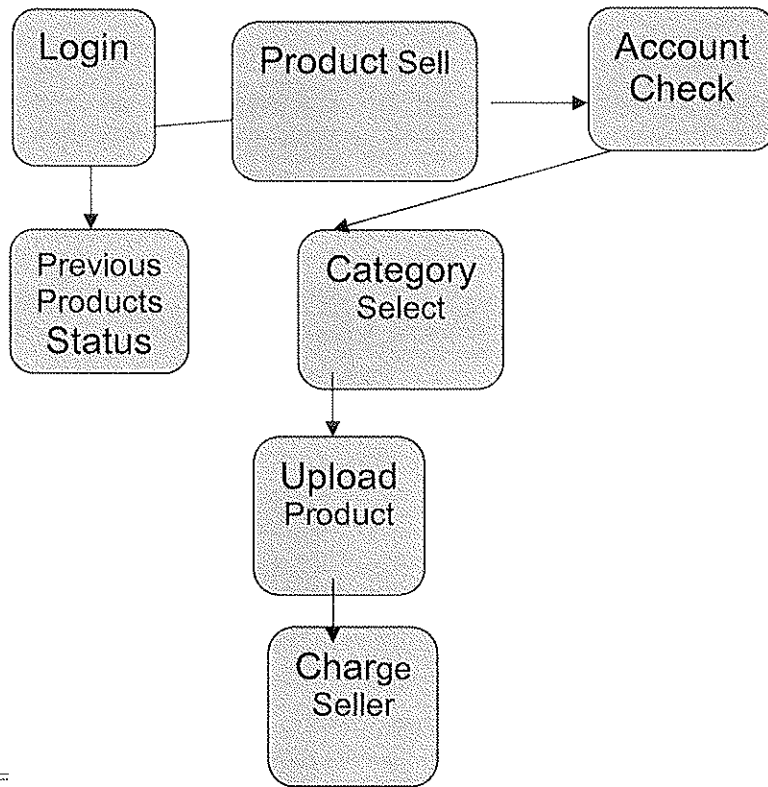 Login
Product Sell
Account
Check
Previous
Products
Status
Category
Select
Upload
Product
Charge
Seller